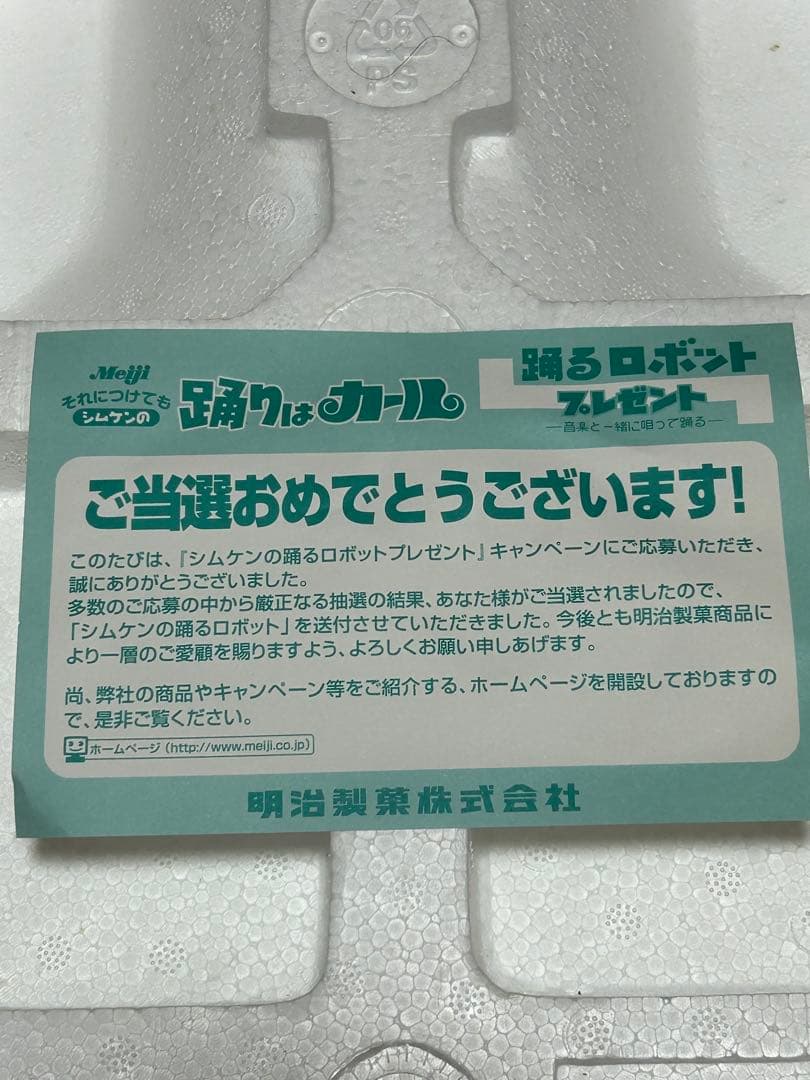 06
PS
Meiji
それにつけても
シムケンの
踊りはカール
踊るロボット
プレゼント
―音楽と一緒に唄って踊る―
ご当選おめでとうございます!
このたびは、『シムケンの踊るロボットプレゼント』キャンペーンにご応募いただき、
誠にありがとうございました。
多数のご応募の中から厳正なる抽選の結果、あなた様がご当選されましたので、
「シムケンの踊るロボット」を送付させていただきました。今後とも明治製菓商品に
より一層のご愛顧を賜りますよう、よろしくお願い申しあげます。
尚、弊社の商品やキャンペーン等をご紹介する、ホームページを開設しておりますの
で、是非ご覧ください。
ホームページ（http://www.meiji.co.jp）
明治製菓株式会社